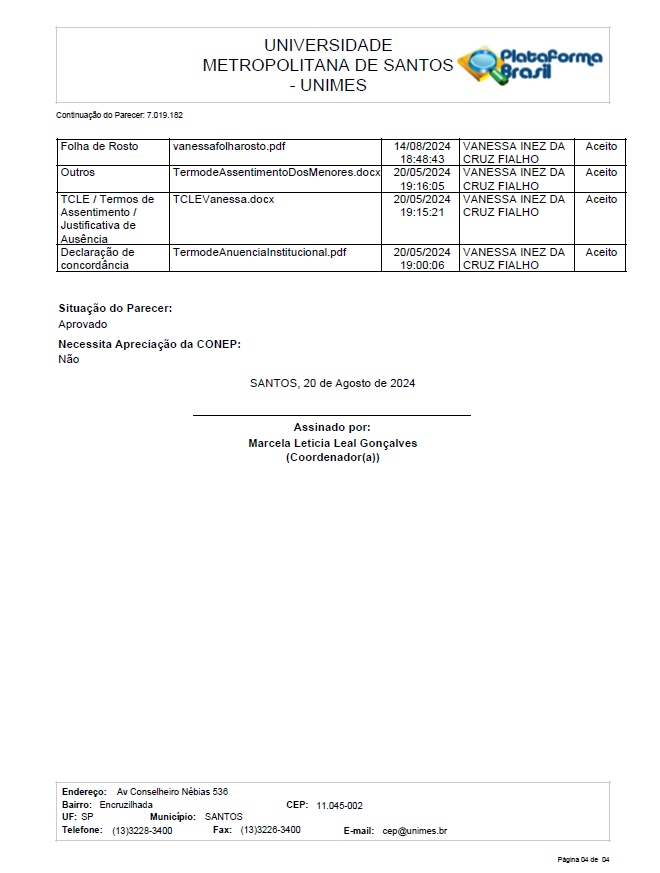 UNIVERSIDADE
METROPOLITANA DE SANTOS
- UNIMES
Plataforma
Brasil
Continuação do Parecer: 7.019.182
Folha de Rosto vanessafolharosto.pdf 14/08/2024 VANESSA INEZ DA Aceito
18:48:43 CRUZ FIALHO
Outros TermodeAssentimentoDosMenores.docx 20/05/2024 VANESSA INEZ DA Aceito
19:16:05 CRUZ FIALHO
TCLE / Termos de TCLEVanessa.docx 20/05/2024 VANESSA INEZ DA Aceito
Assentimento / 19:15:21 CRUZ FIALHO
Justificativa de
Ausência
Declaração de TermodeAnuenciaInstitucional.pdf 20/05/2024 VANESSA INEZ DA Aceito
concordância 19:00:06 CRUZ FIALHO
Situação do Parecer:
Aprovado
Necessita Apreciação da CONEP:
Não
SANTOS, 20 de Agosto de 2024
Assinado por:
Marcela Letícia Leal Gonçalves
(Coordenador(a))
Endereço: Av Conselheiro Nébias 536
Bairro: Encruzilhada CEP: 11.045-002
UF: SP Município: SANTOS
Telefone: (13)3228-3400 Fax: (13)3226-3400 E-mail: cep@unimes.br
Página 04 de 04